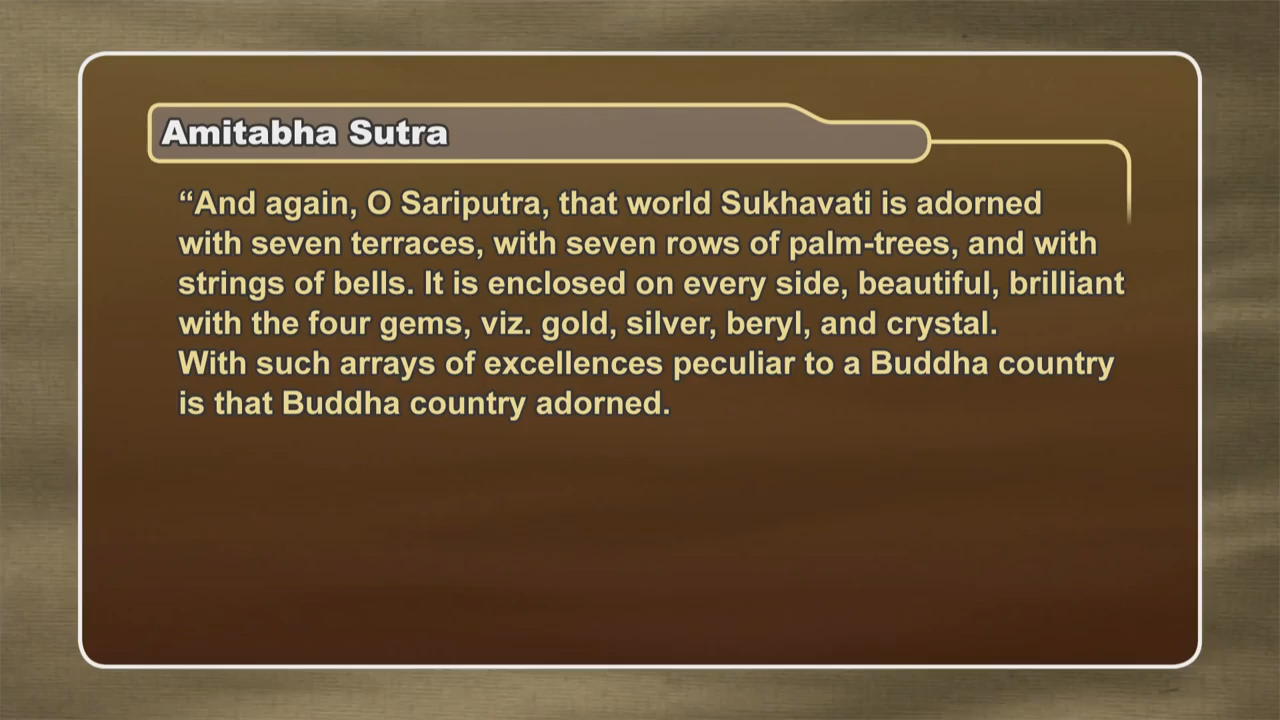 Amitabha Sutra
“And again, O Sariputra, that world Sukhavati is adorned
with seven terraces, with seven rows of palm-trees, and with
strings of bells. It is enclosed on every side, beautiful, brilliant
with the four gems, viz. gold, silver, beryl, and crystal.
With such arrays of excellences peculiar to a Buddha country
is that Buddha country adorned.